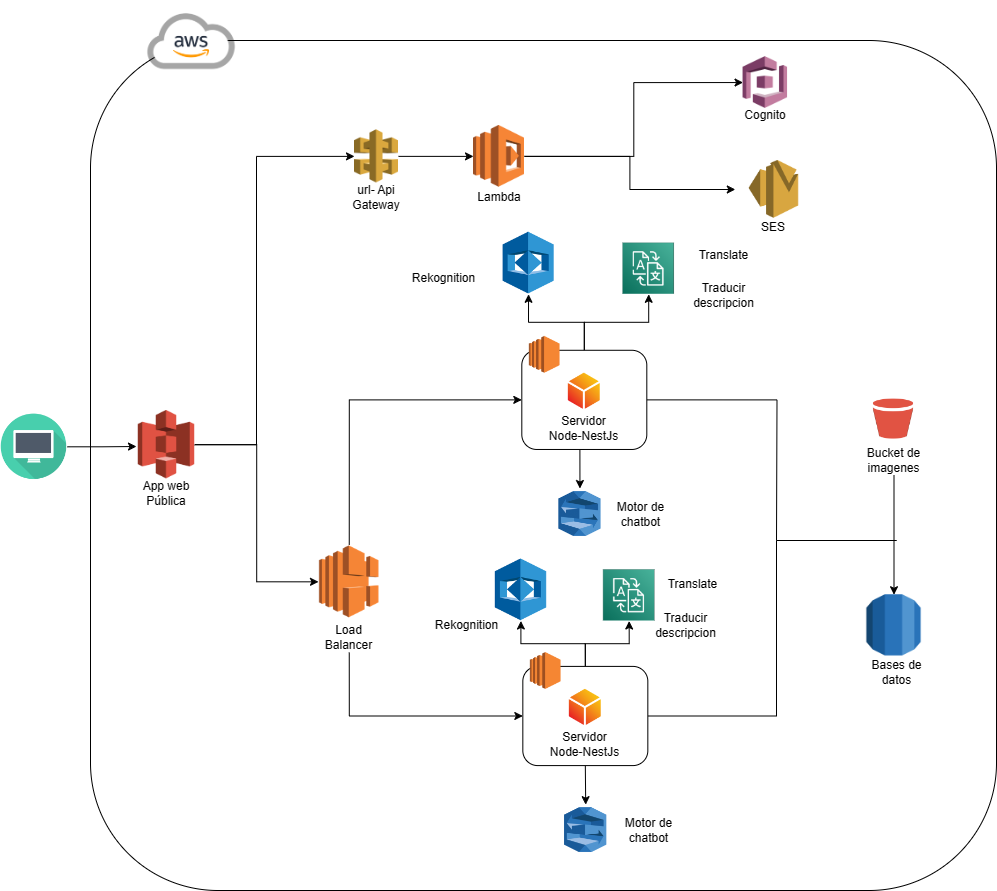 aws
Cognito
url- Api
Gateway
Lambda
SES
Rekognition
Translate
Traducir
descripcion
Servidor
Node-NestJs
App web
Pública
Bucket de
imagenes
Motor de
chatbot
Rekognition
Translate
Traducir
descripcion
Load
Balancer
Bases de
datos
Servidor
Node-NestJs
Motor de
chatbot